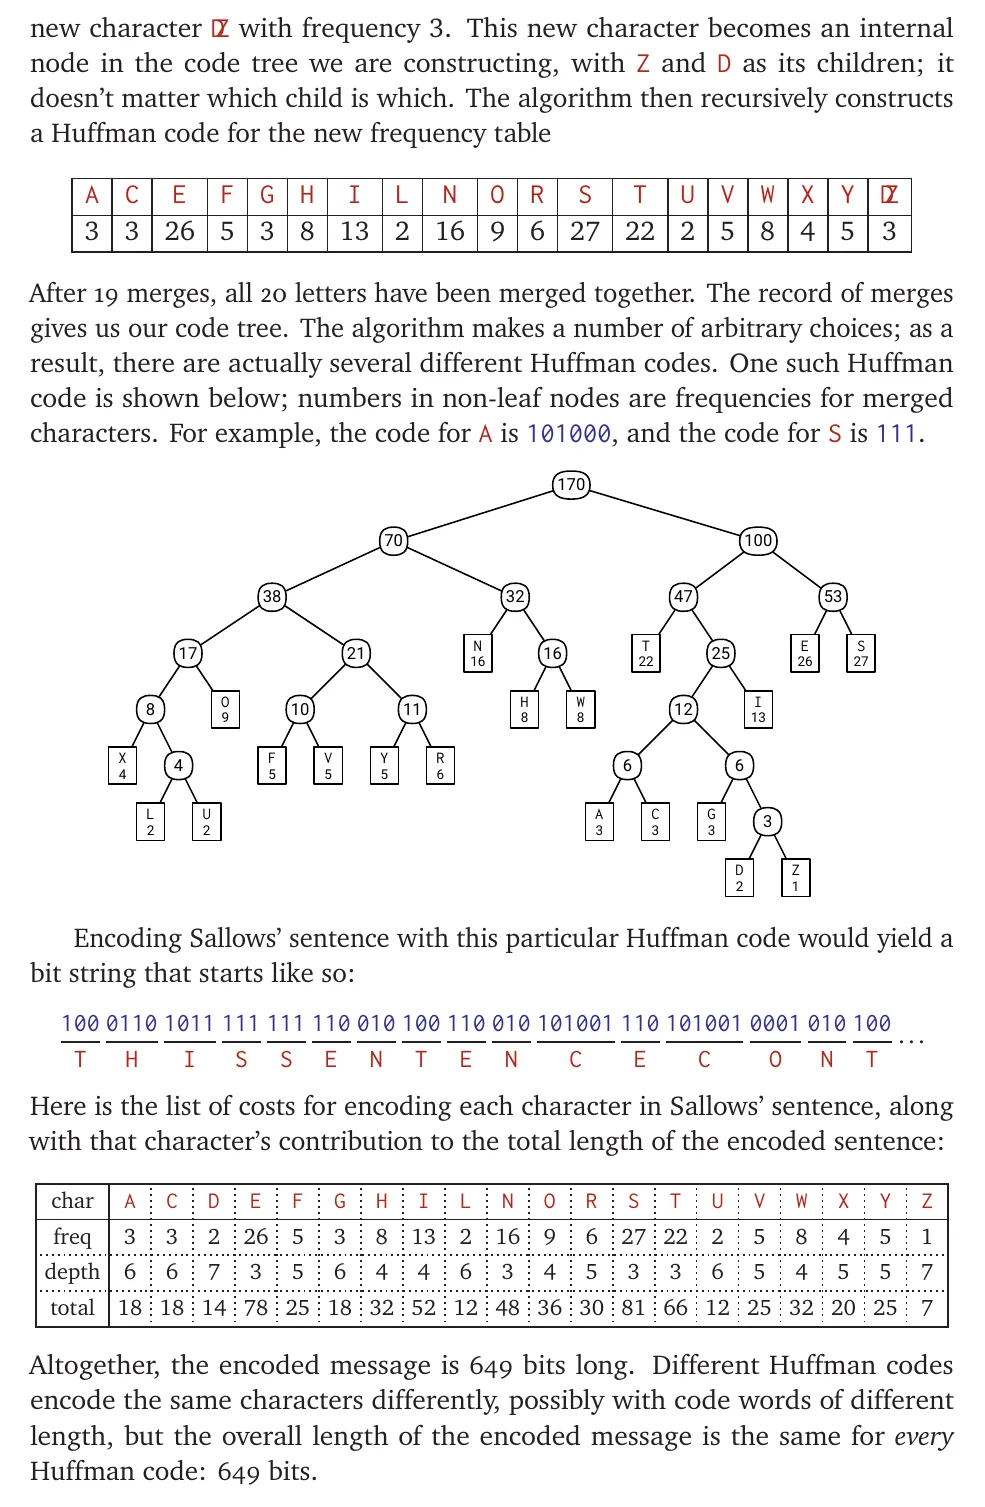 new character DZ with frequency 3. This new character becomes an internal
node in the code tree we are constructing, with Z and D as its children; it
doesn't matter which child is which. The algorithm then recursively constructs
a Huffman code for the new frequency table
A C E F G H I L N O R S T U V W X Y DZ
3 3 26 5 3 8 13 2 16 9 6 27 22 2 5 8 4 5 3
After 19 merges, all 20 letters have been merged together. The record of merges
gives us our code tree. The algorithm makes a number of arbitrary choices; as a
result, there are actually several different Huffman codes. One such Huffman
code is shown below; numbers in non-leaf nodes are frequencies for merged
characters. For example, the code for A is 101000, and the code for S is 111.
170
70 100
38 32 47 53
17 21 N 16 T 25 E S
16 22 26 27
8 O 10 11 H W 12 I
9 8 8 13
X 4 F V Y R 6 6
4 5 5 5 6
L U A C G 3
2 2 3 3 3
D Z
2 1
Encoding Sallows' sentence with this particular Huffman code would yield a
bit string that starts like so:
100 0110 1011 111 111 110 010 100 110 010 101001 110 101001 0001 010 100 ...
T H I S S E N T E N C E C O N T
Here is the list of costs for encoding each character in Sallows' sentence, along
with that character's contribution to the total length of the encoded sentence:
char A C D E F G H I L N O R S T U V W X Y Z
freq 3 3 2 26 5 3 8 13 2 16 9 6 27 22 2 5 8 4 5 1
depth 6 6 7 3 5 6 4 4 6 3 4 5 3 3 6 5 4 5 5 7
total 18 18 14 78 25 18 32 52 12 48 36 30 81 66 12 25 32 20 25 7
Altogether, the encoded message is 649 bits long. Different Huffman codes
encode the same characters differently, possibly with code words of different
length, but the overall length of the encoded message is the same for every
Huffman code: 649 bits.